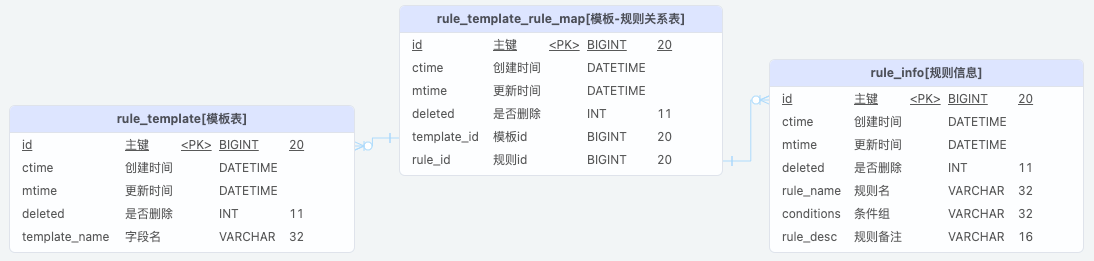 rule_template_rule_map[模板-规则关系表]
id 主键 <PK> BIGINT 20
ctime 创建时间 DATETIME
mtime 更新时间 DATETIME
deleted 是否删除 INT 11
template_id 模板id BIGINT 20
rule_id 规则id BIGINT 20
rule_template[模板表]
id 主键 <PK> BIGINT 20
ctime 创建时间 DATETIME
mtime 更新时间 DATETIME
deleted 是否删除 INT 11
template_name 字段名 VARCHAR 32
rule_info[规则信息]
id 主键 <PK> BIGINT 20
ctime 创建时间 DATETIME
mtime 更新时间 DATETIME
deleted 是否删除 INT 11
rule_name 规则名 VARCHAR 32
conditions 条件组 VARCHAR 32
rule_desc 规则备注 VARCHAR 16